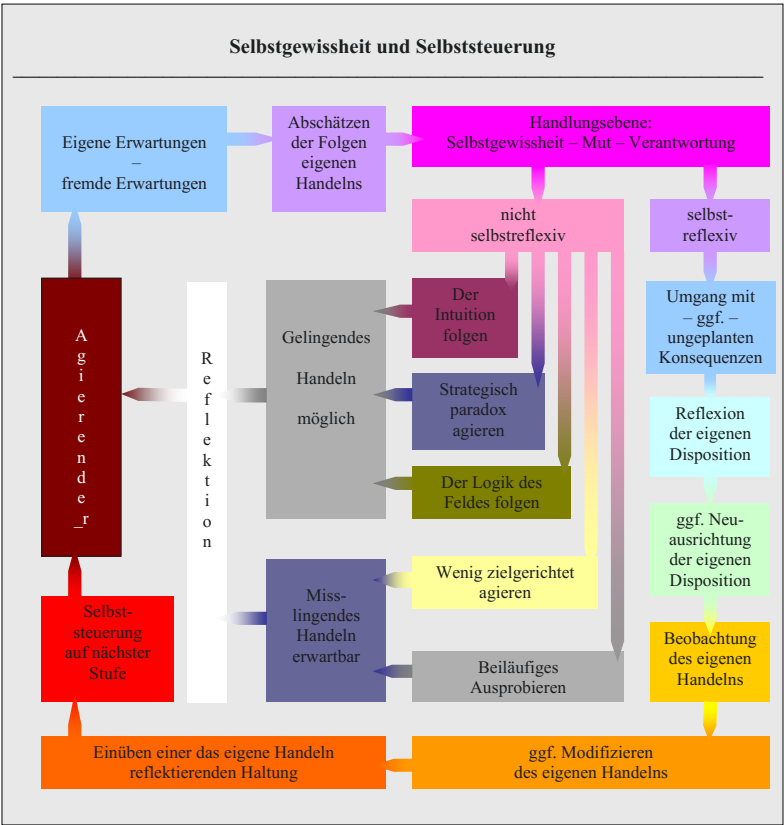 Selbstgewissheit und Selbststeuerung
Eigene Erwartungen
–
fremde Erwartungen
Abschätzen
der Folgen
eigenen
Handelns
Handlungsebene:
Selbstgewissheit – Mut – Verantwortung
nicht
selbstreflexiv
selbst-
reflexiv
Agierender
_r
Reflektion
Gelingendes
Handeln
möglich
Der
Intuition
folgen
Strategisch
paradox
agieren
Der Logik des
Feldes folgen
Umgang mit
– ggf. –
ungeplanten
Konsequenzen
Reflexion
der eigenen
Disposition
ggf. Neu-
ausrichtung
der eigenen
Disposition
Wenig zielgerichtet
agieren
Miss-
lingendes
Handeln
erwartbar
Beiläufiges
Ausprobieren
Beobachtung
des eigenen
Handelns
Selbst-
steuerung
auf nächster
Stufe
Einüben einer das eigene Handeln
reflektierenden Haltung
ggf. Modifizieren
des eigenen Handelns